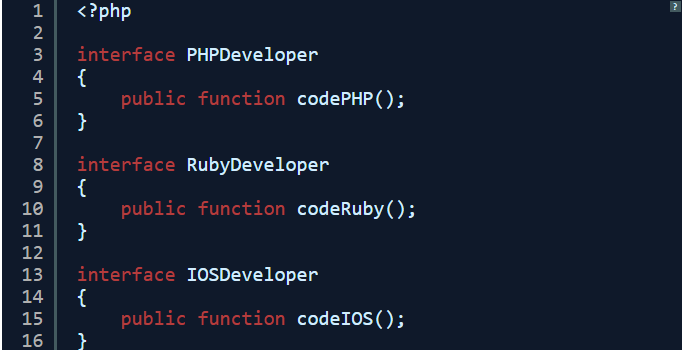 ?
1 <?php
2
3 interface PHPDeveloper
4 {
5     public function codePHP();
6 }
7
8 interface RubyDeveloper
9 {
10     public function codeRuby();
11 }
12
13 interface IOSDeveloper
14 {
15     public function codeIOS();
16 }